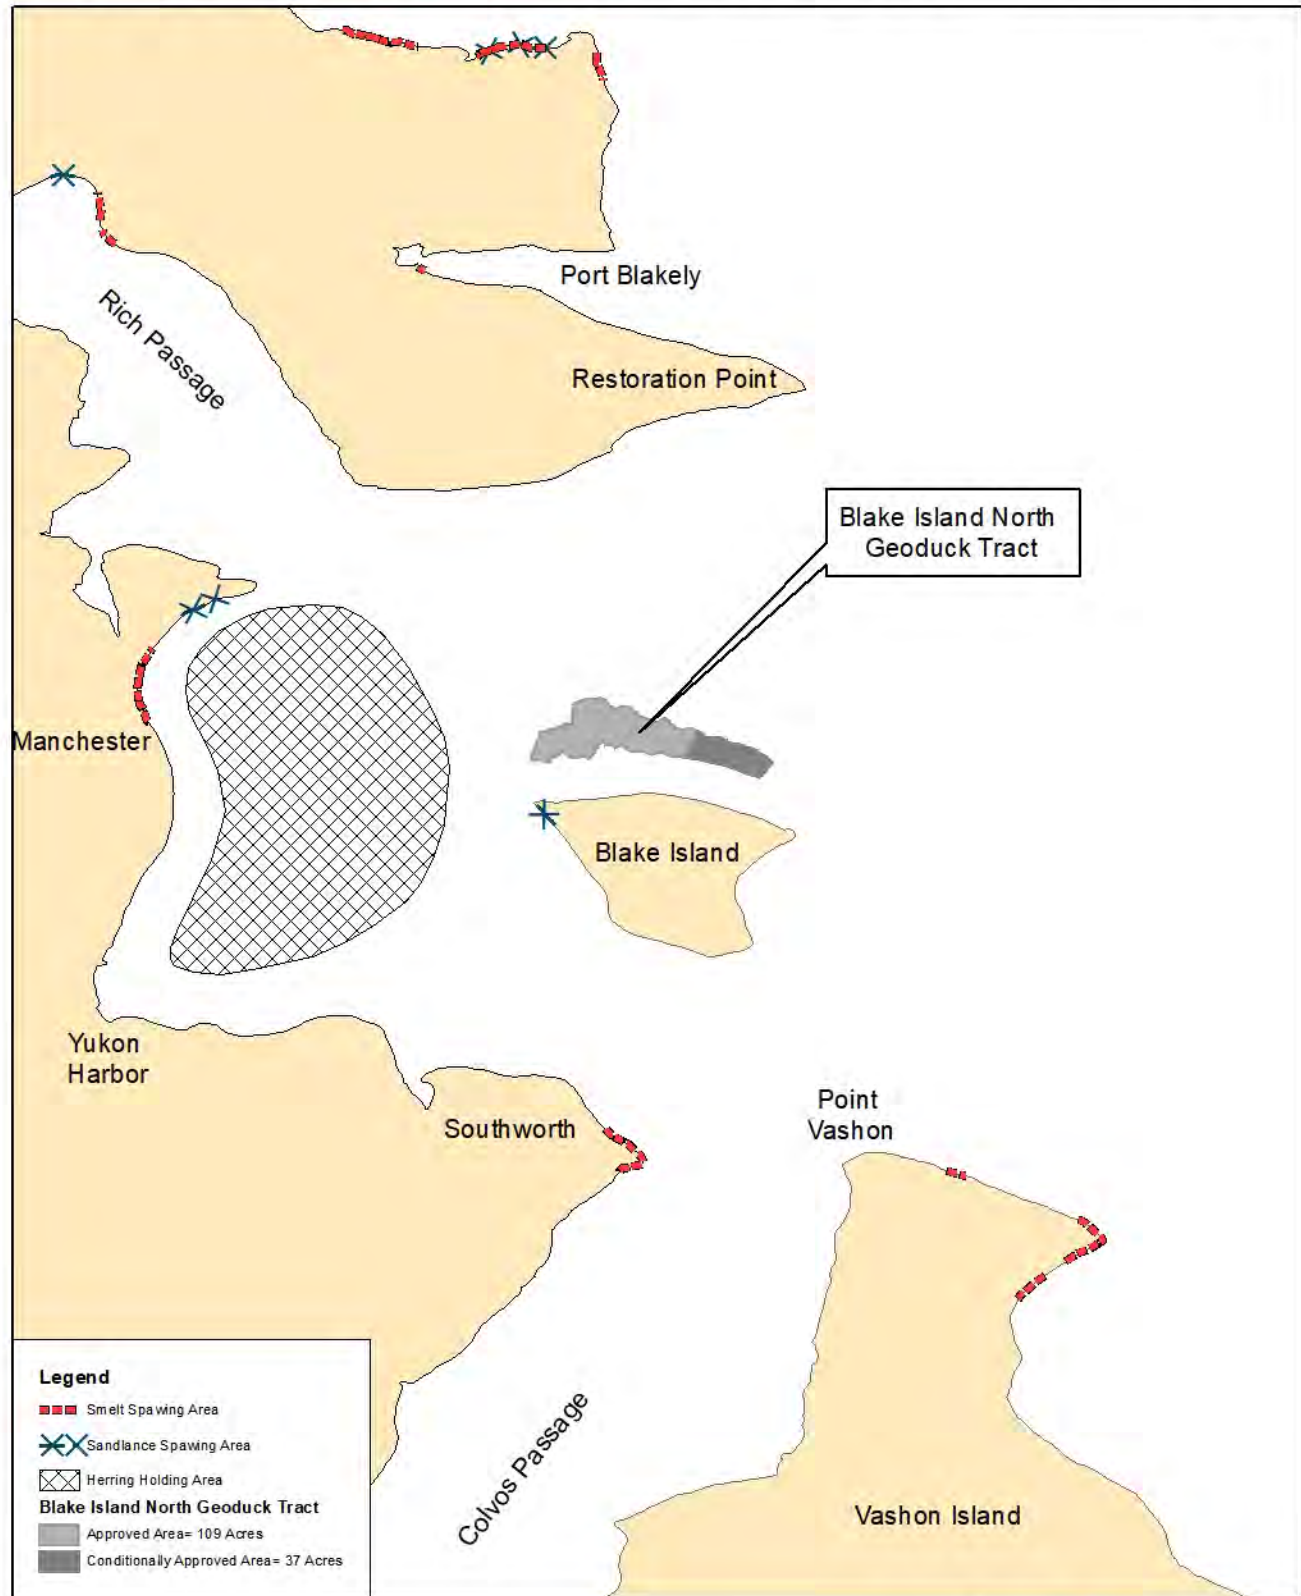 Port Blakely
Rich Passage
Restoration Point
Blake Island North
Geoduck Tract
Manchester
Blake Island
Yukon
Harbor
Southworth
Point
Vashon
Colvos Passage
Vashon Island
Legend
Smelt Spawing Area
Sandlance Spawing Area
Herring Holding Area
Blake Island North Geoduck Tract
Approved Area= 109 Acres
Conditionally Approved Area= 37 Acres